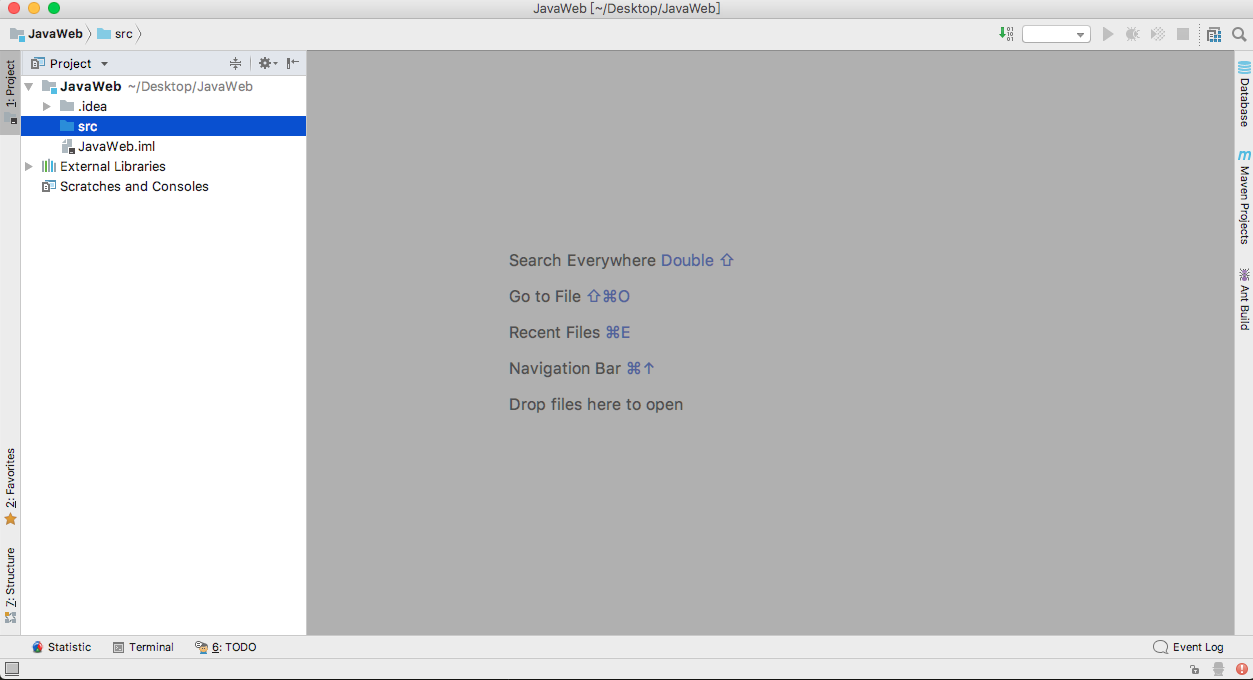 JavaWeb [~/Desktop/JavaWeb]
JavaWeb src
1: Project
Project
JavaWeb ~/Desktop/JavaWeb
.idea
src
JavaWeb.iml
External Libraries
Scratches and Consoles
Search Everywhere Double ⇧
Go to File ⇧⌘O
Recent Files ⌘E
Navigation Bar ⌘↑
Drop files here to open
Database
m Maven Projects
Ant Build
2: Favorites
7: Structure
Statistic Terminal 6: TODO Event Log